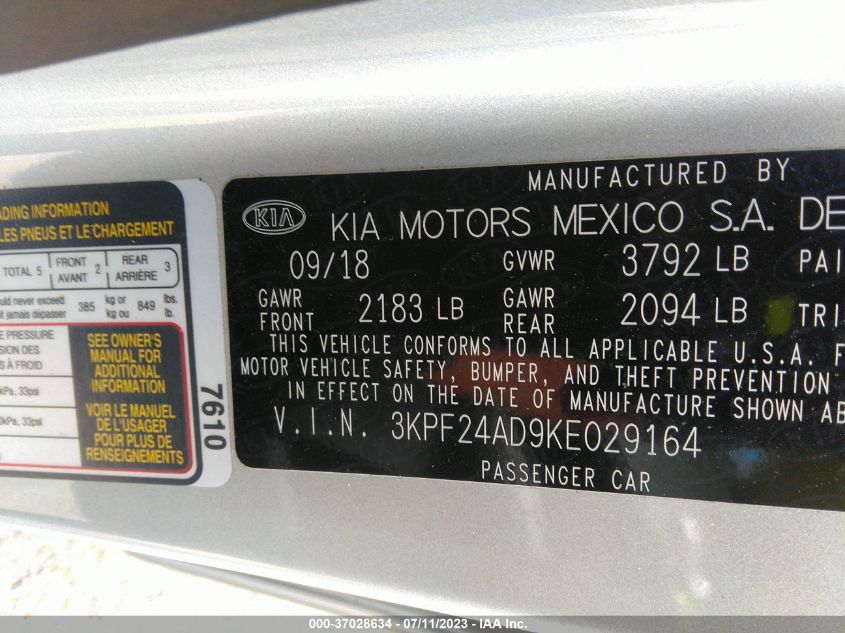 ADING INFORMATION
LES PNEUS ET LE CHARGEMENT
TOTAL 5 FRONT AVANT 2 REAR ARRIÈRE 3
ould never exceed
t jamais dépasser 385 kg or kg ou 849 lbs. lb.
E PRESSURE
SION DES
S À FROID
kPa, 33psi
kPa, 33psi
SEE OWNER'S
MANUAL FOR
ADDITIONAL
INFORMATION
VOIR LE MANUEL
DE L'USAGER
POUR PLUS DE
RENSEIGNEMENTS
7610
MANUFACTURED BY
KIA KIA MOTORS MEXICO S.A. DE
09/18 GVWR 3792 LB PAI
GAWR FRONT 2183 LB GAWR REAR 2094 LB TRI
THIS VEHICLE CONFORMS TO ALL APPLICABLE U.S.A. F
MOTOR VEHICLE SAFETY, BUMPER, AND THEFT PREVENTION
IN EFFECT ON THE DATE OF MANUFACTURE SHOWN AB
V.I.N. 3KPF24AD9KE029164
PASSENGER CAR
000-37028634 - 07/11/2023 - IAAI.COM